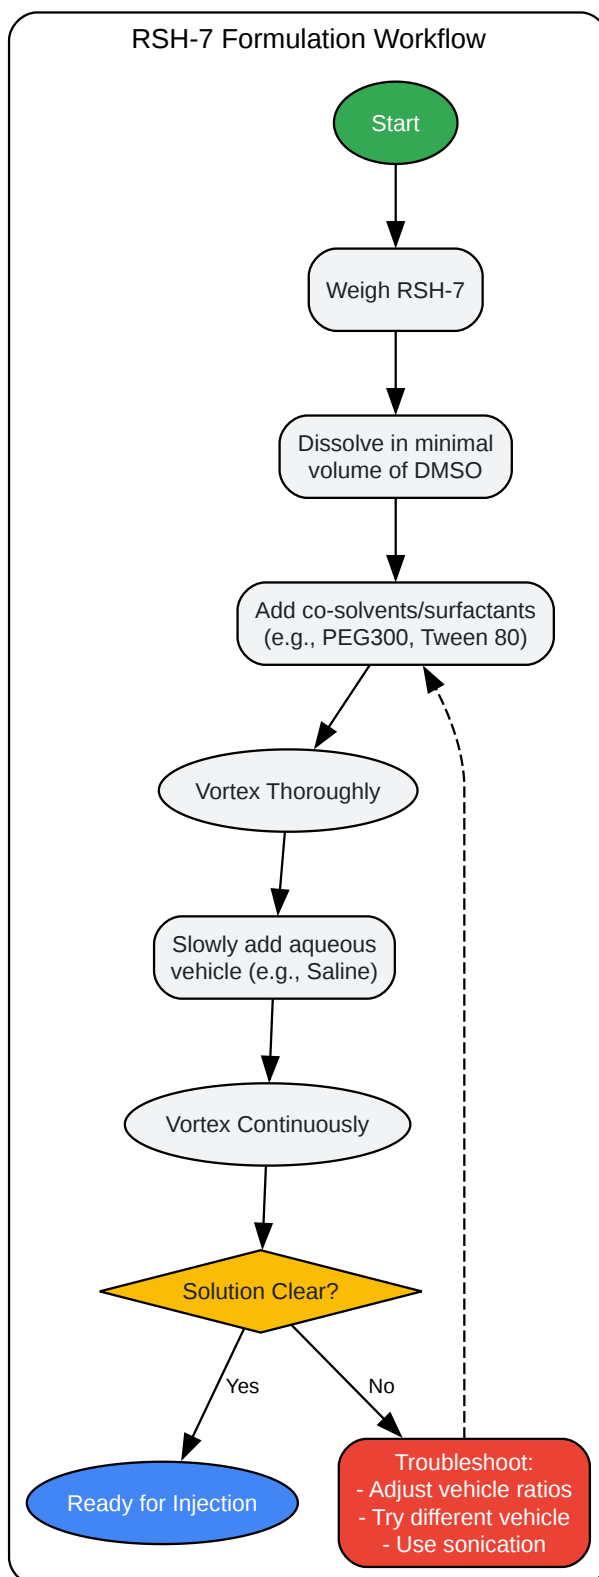 RSH-7 Formulation Workflow
Start
Weigh RSH-7
Dissolve in minimal
volume of DMSO
Add co-solvents/surfactants
(e.g., PEG300, Tween 80)
Vortex Thoroughly
Slowly add aqueous
vehicle (e.g., Saline)
Vortex Continuously
Solution Clear?
Yes
No
Ready for Injection
Troubleshoot:
- Adjust vehicle ratios
- Try different vehicle
- Use sonication